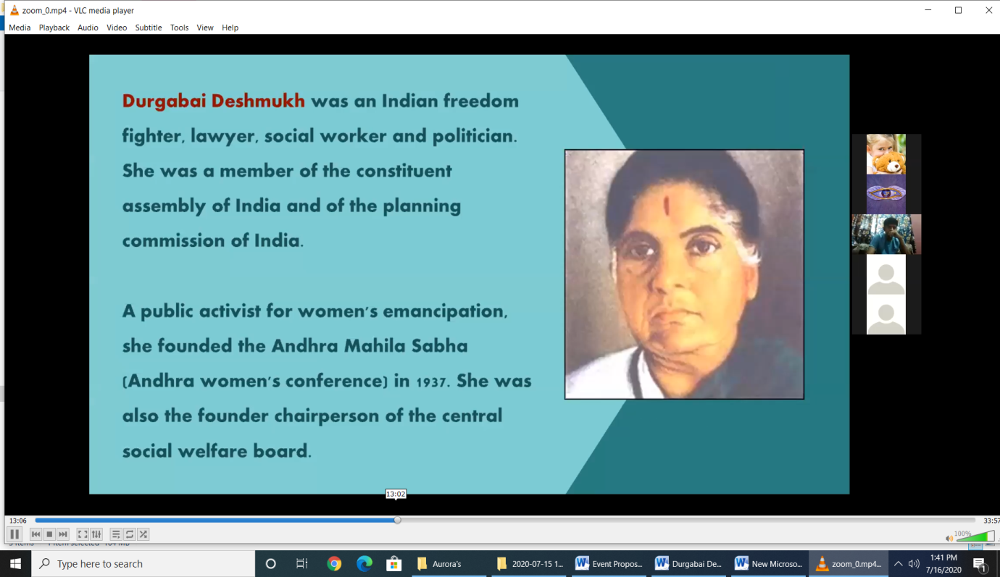 zoom_0.mp4 - VLC media player
Media Playback Audio Video Subtitle Tools View Help
Durgabai Deshmukh was an Indian freedom
fighter, lawyer, social worker and politician.
She was a member of the constituent
assembly of India and of the planning
commission of India.
A public activist for women's emancipation,
she founded the Andhra Mahila Sabha
(Andhra women's conference) in 1937. She was
also the founder chairperson of the central
social welfare board.
13:02
13:06
33:57
100%
Type here to search
Aurora's
2020-07-15 1...
Event Propos...
Durgabai De...
New Microso...
zoom_0.mp4...
1:41 PM
7/16/2020
1